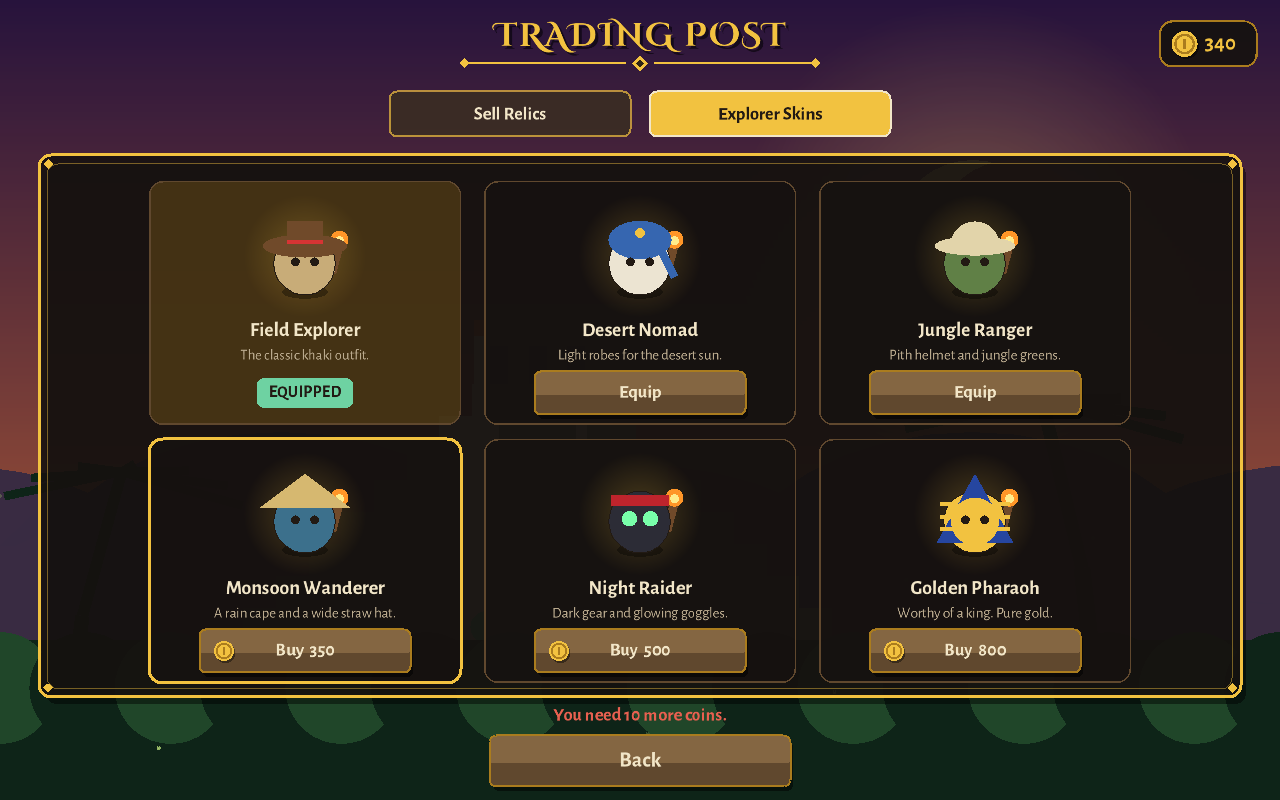 TRADING POST
340
Sell Relics
Explorer Skins
Field Explorer
The classic khaki outfit.
EQUIPPED
Desert Nomad
Light robes for the desert sun.
Equip
Jungle Ranger
Pith helmet and jungle greens.
Equip
Monsoon Wanderer
A rain cape and a wide straw hat.
Buy 350
Night Raider
Dark gear and glowing goggles.
Buy 500
Golden Pharaoh
Worthy of a king. Pure gold.
Buy 800
You need 10 more coins.
Back